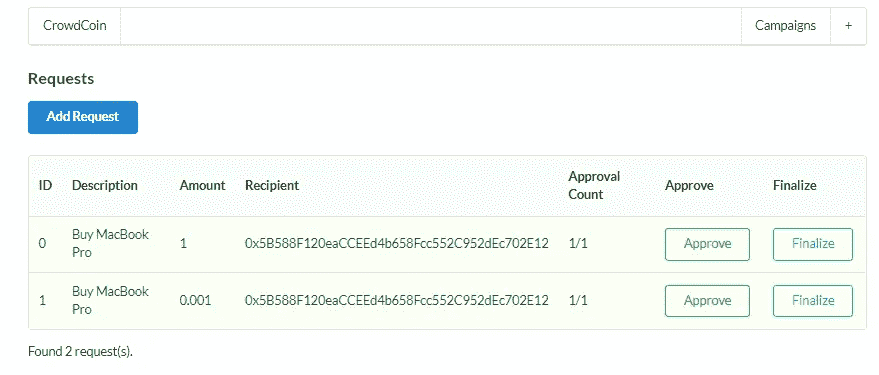 CrowdCoin Campaigns +
Requests
Add Request
ID Description Amount Recipient Approval Count Approve Finalize
0 Buy MacBook Pro 1 0x5B588F120eaCCEEd4b658Fcc552C952dEc702E12 1/1 Approve Finalize
1 Buy MacBook Pro 0.001 0x5B588F120eaCCEEd4b658Fcc552C952dEc702E12 1/1 Approve Finalize
Found 2 request(s).